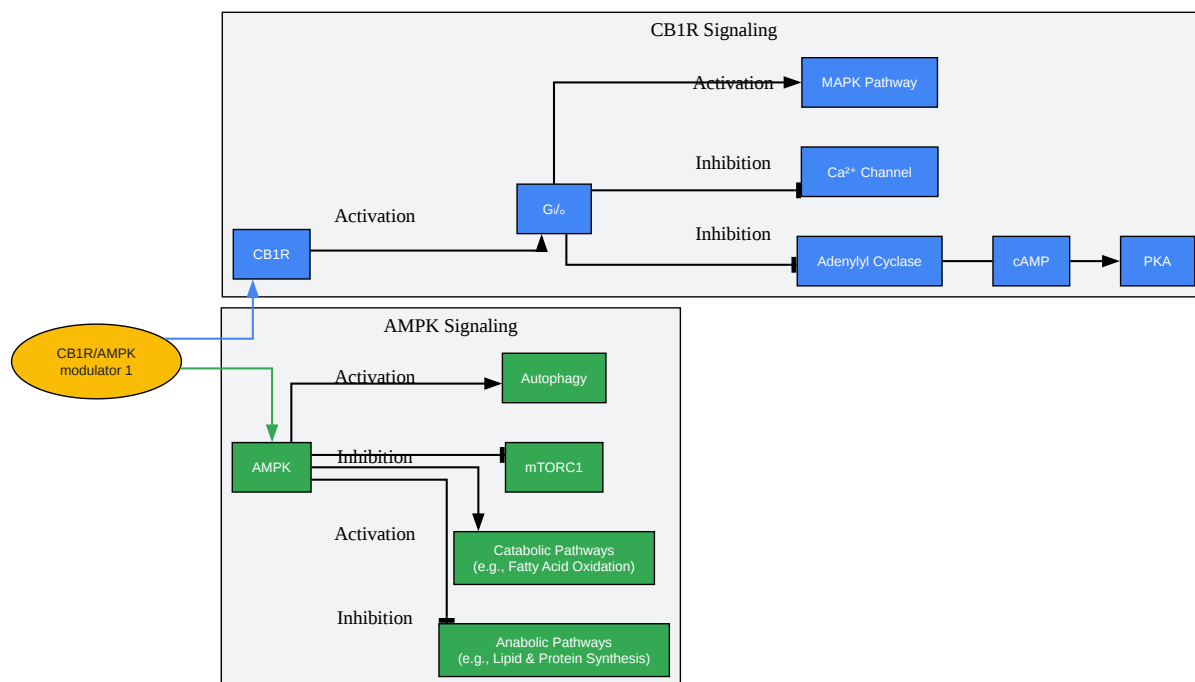 CB1R Signaling
Activation
MAPK Pathway
Inhibition
Ca²⁺ Channel
Activation
Gᵢ/ₒ
Inhibition
CB1R
Adenylyl Cyclase
cAMP
PKA
AMPK Signaling
CB1R/AMPK
modulator 1
Activation
Autophagy
Inhibition
AMPK
mTORC1
Activation
Catabolic Pathways
(e.g., Fatty Acid Oxidation)
Inhibition
Anabolic Pathways
(e.g., Lipid & Protein Synthesis)